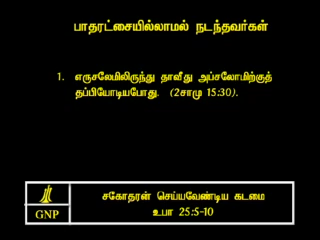 பாதரட்சையில்லாமல் நடந்தவர்கள்
1. எருசலேமிலிருந்து தாவீது அப்சலோமிற்குத்
தப்பியோடியபோது. (2சாமு 15:30).
சகோதரன் செய்யவேண்டிய கடமை
உபா 25:5-10
GNP